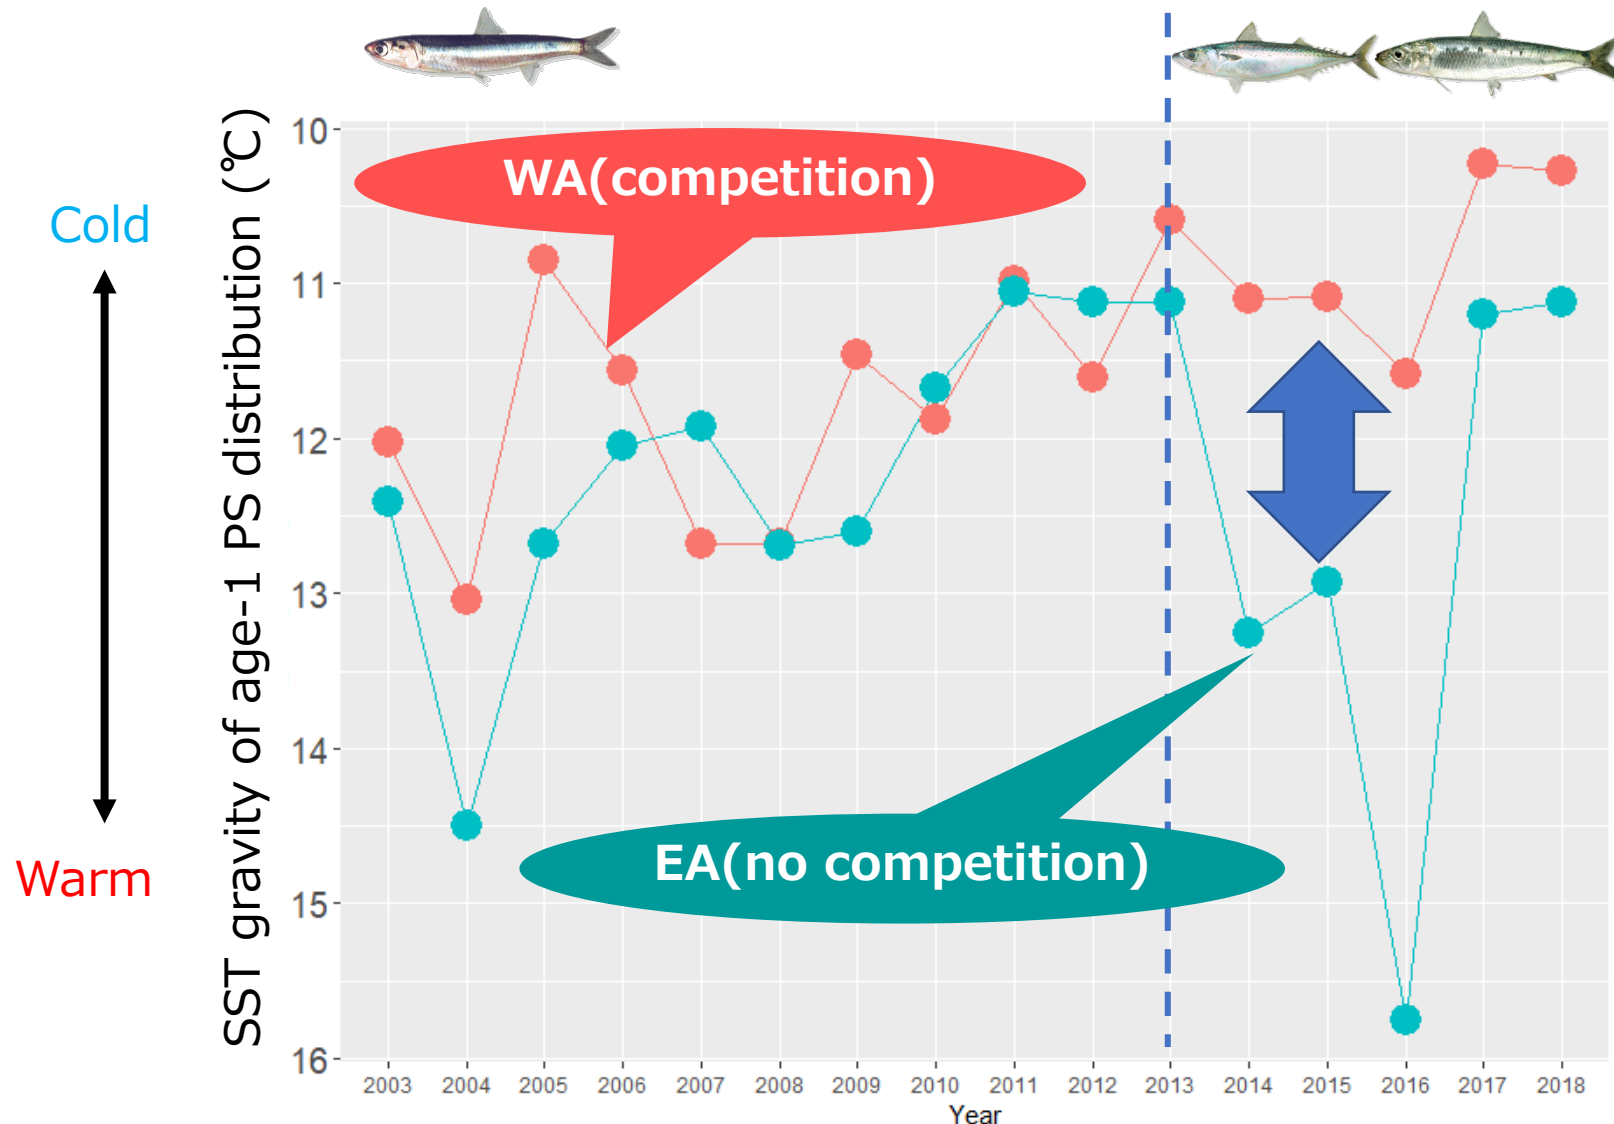 WA(competition)
Cold
Warm
SST gravity of age-1 PS distribution (℃)
10
11
12
13
14
15
16
EA(no competition)
2003 2004 2005 2006 2007 2008 2009 2010 2011 2012 2013 2014 2015 2016 2017 2018
Year